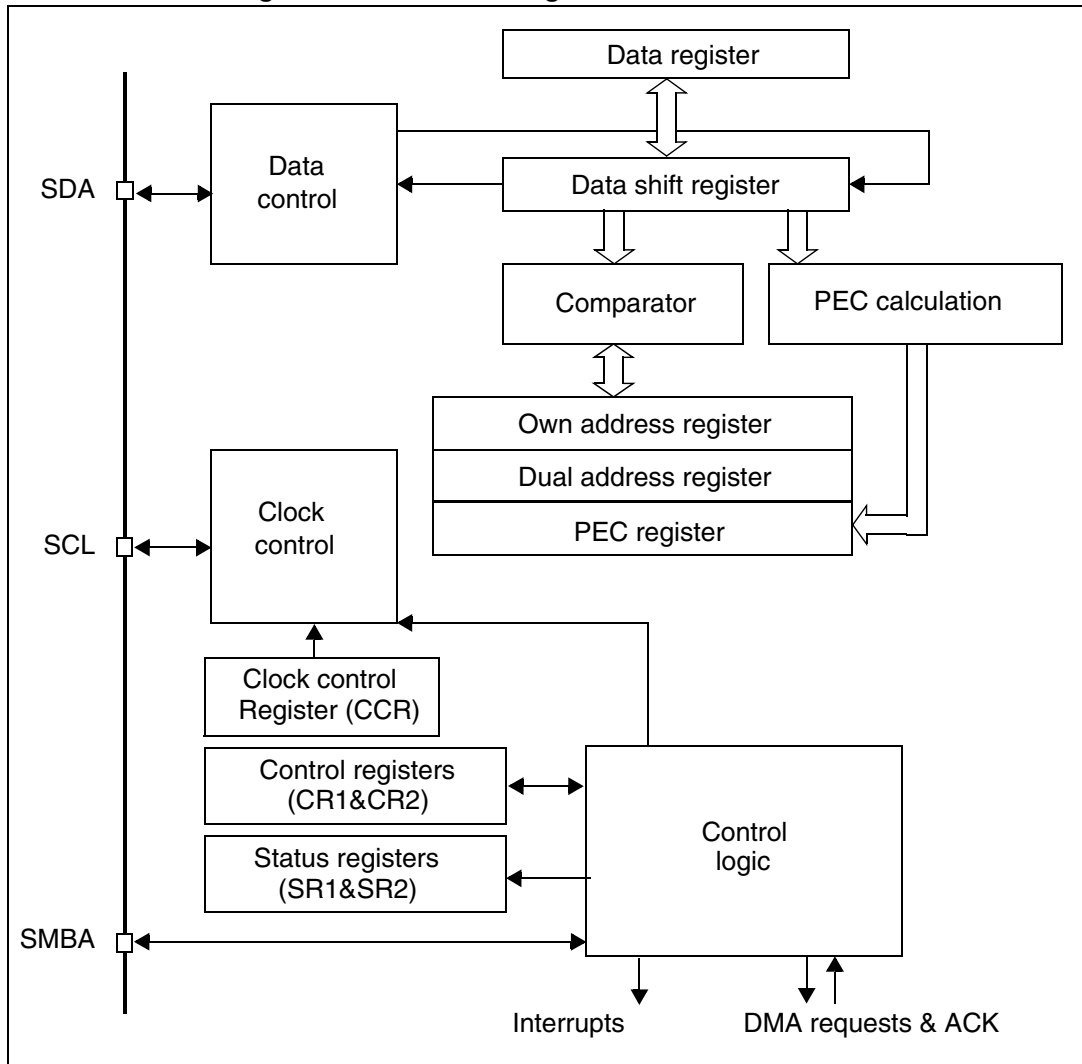 Data register
Data
control
SDA
Data shift register
Comparator
PEC calculation
Own address register
Dual address register
PEC register
Clock
control
SCL
Clock control
Register (CCR)
Control registers
(CR1&CR2)
Control
logic
Status registers
(SR1&SR2)
SMBA
Interrupts
DMA requests & ACK